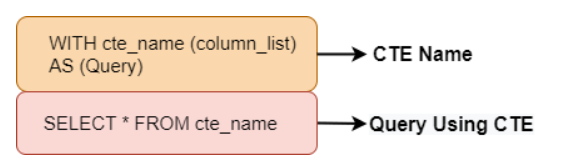 WITH cte_name (column_list)
AS (Query)
CTE Name
SELECT * FROM cte_name
Query Using CTE